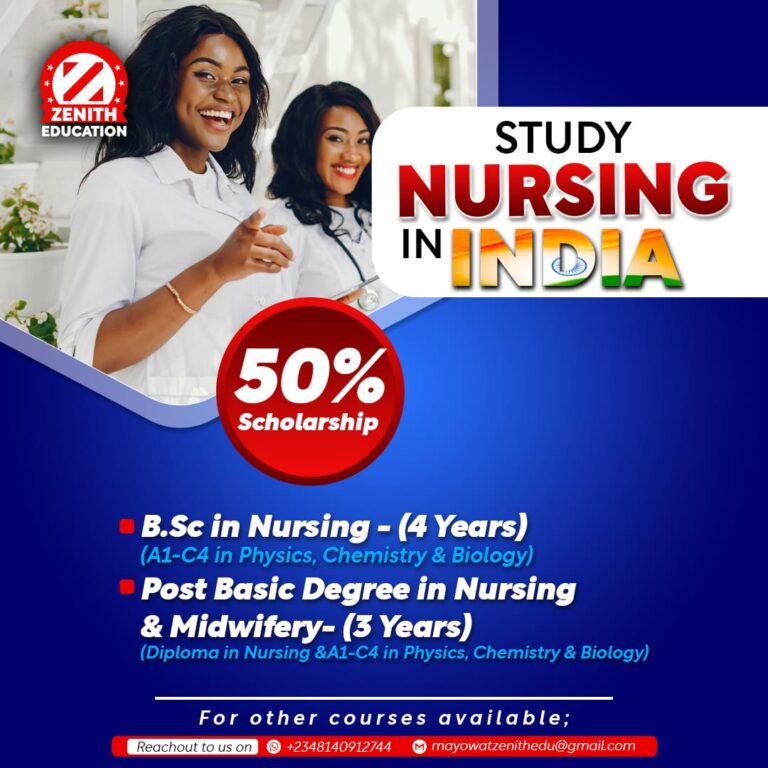 ZENITH
EDUCATION
STUDY
NURSING
IN INDIA
50%
Scholarship
B.Sc in Nursing - (4 Years)
(A1-C4 in Physics, Chemistry & Biology)
Post Basic Degree in Nursing
& Midwifery- (3 Years)
(Diploma in Nursing &A1-C4 in Physics, Chemistry & Biology)
For other courses available;
Reachout to us on +2348140912744 mayowatzenithedu@gmail.com